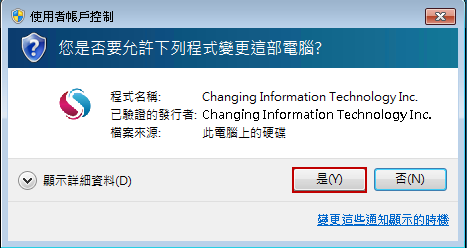 使用者帳戶控制
您是否要允許下列程式變更這部電腦?
程式名稱: Changing Information Technology Inc.
已驗證的發行者: Changing Information Technology Inc.
檔案來源: 此電腦上的硬碟
顯示詳細資料(D)
是(Y)
否(N)
變更這些通知顯示的時機